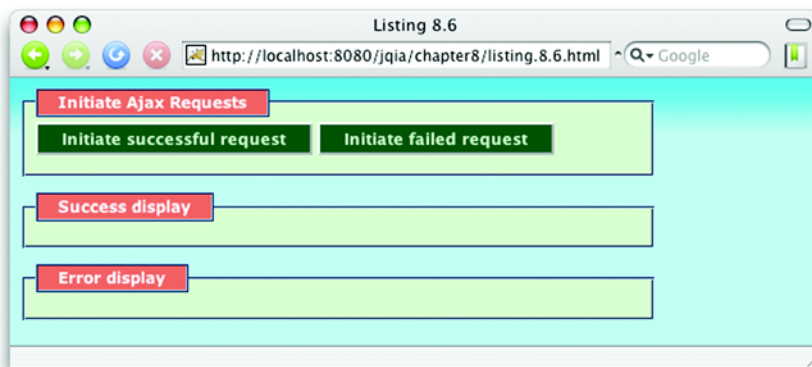 Listing 8.6
http://localhost:8080/jqia/chapter8/listing.8.6.html
Google
Initiate Ajax Requests
Initiate successful request
Initiate failed request
Success display
Error display